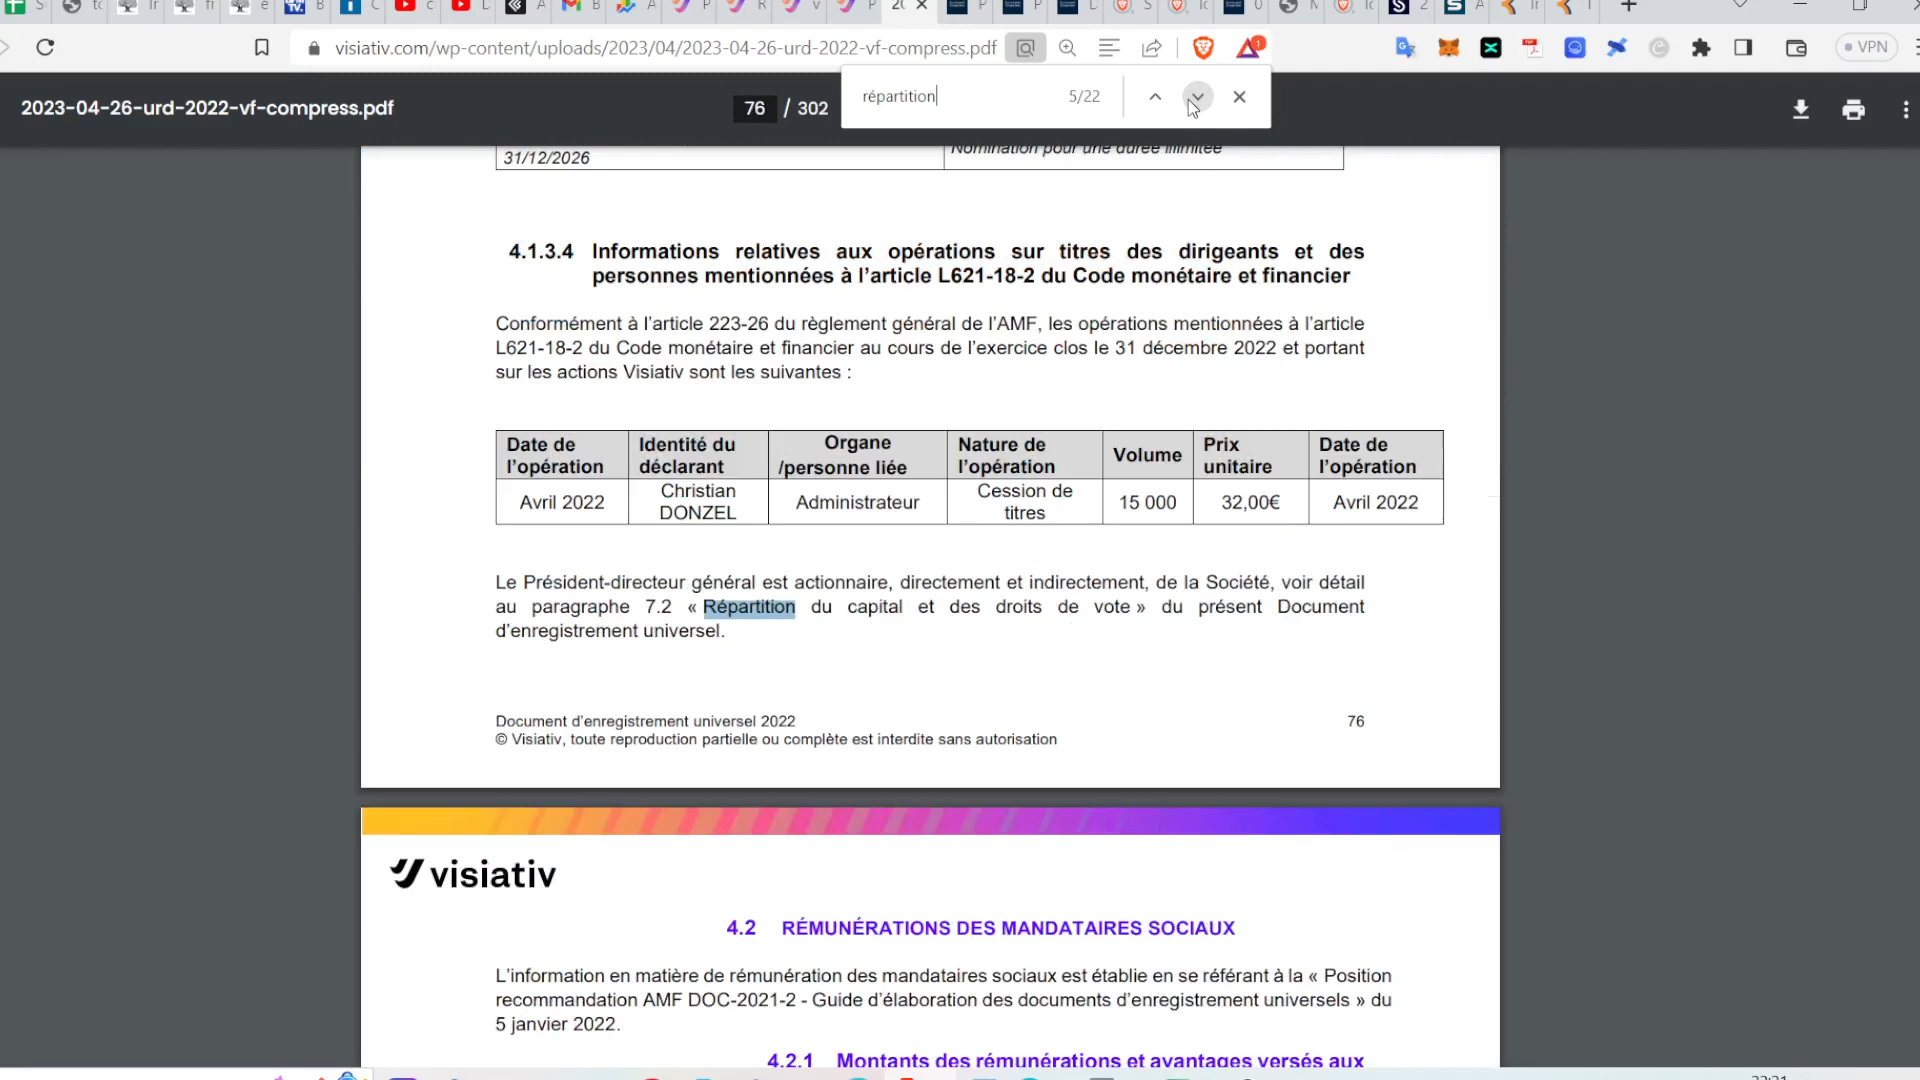 visiativ.com/wp-content/uploads/2023/04/2023-04-26-urd-2022-vf-compress.pdf
VPN
répartition
5/22
2023-04-26-urd-2022-vf-compress.pdf
76 / 302
31/12/2026
Nomination pour une durée illimitée
4.1.3.4 Informations relatives aux opérations sur titres des dirigeants et des
personnes mentionnées à l’article L621-18-2 du Code monétaire et financier
Conformément à l’article 223-26 du règlement général de l’AMF, les opérations mentionnées à l’article
L621-18-2 du Code monétaire et financier au cours de l’exercice clos le 31 décembre 2022 et portant
sur les actions Visiativ sont les suivantes :
Date de l’opération Identité du déclarant Organe /personne liée Nature de l’opération Volume Prix unitaire Date de l’opération
Avril 2022 Christian DONZEL Administrateur Cession de titres 15 000 32,00€ Avril 2022
Le Président-directeur général est actionnaire, directement et indirectement, de la Société, voir détail
au paragraphe 7.2 « Répartition du capital et des droits de vote » du présent Document
d’enregistrement universel.
Document d’enregistrement universel 2022 76
© Visiativ, toute reproduction partielle ou complète est interdite sans autorisation
visiativ
4.2 RÉMUNÉRATIONS DES MANDATAIRES SOCIAUX
L’information en matière de rémunération des mandataires sociaux est établie en se référant à la « Position
recommandation AMF DOC-2021-2 - Guide d’élaboration des documents d’enregistrement universels » du
5 janvier 2022.
4.2.1 Montants des rémunérations et avantages versés aux